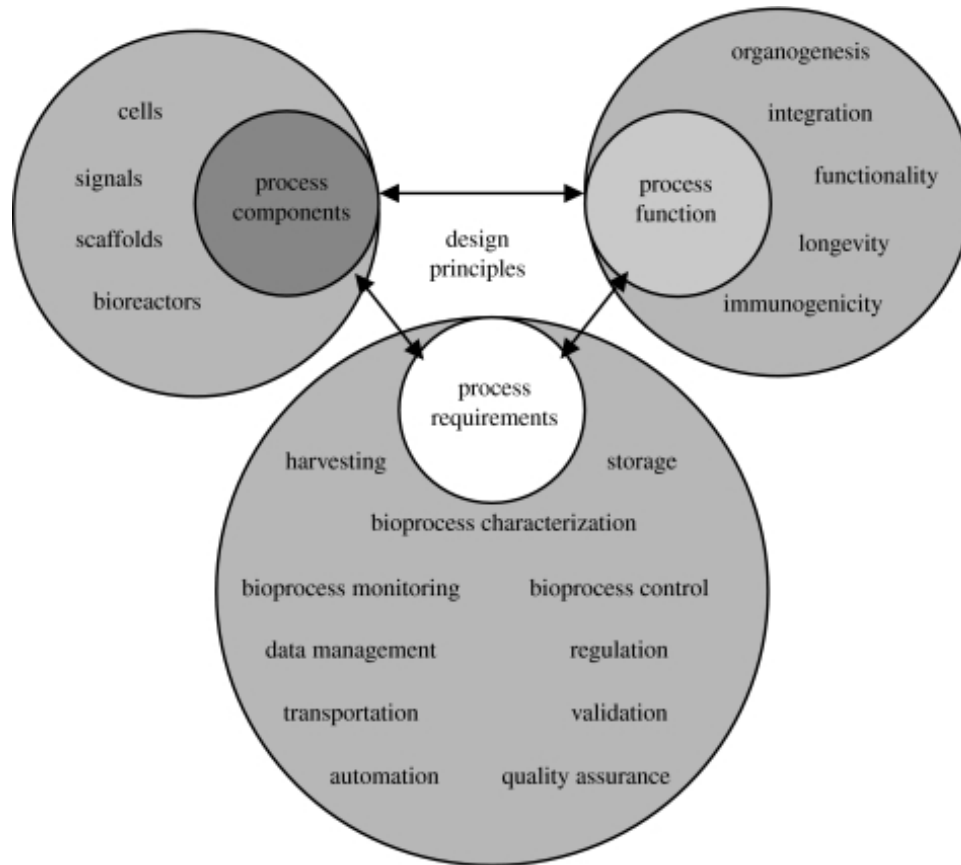 cells
signals
scaffolds
bioreactors
process
components
design
principles
organogenesis
integration
functionality
longevity
immunogenicity
process
function
process
requirements
harvesting
storage
bioprocess characterization
bioprocess monitoring
bioprocess control
data management
regulation
transportation
validation
automation
quality assurance